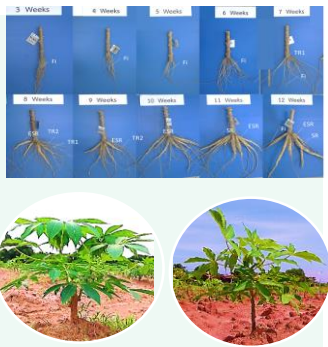 3 Weeks 4 Weeks 5 Weeks 6 Weeks 7 Weeks
FI FI FI FI TR1
FI
8 Weeks 9 Weeks 10 Weeks 11 Weeks 12 Weeks
ESR TR2 TR1 ESR TR2 ESR ESR SR ESR SR